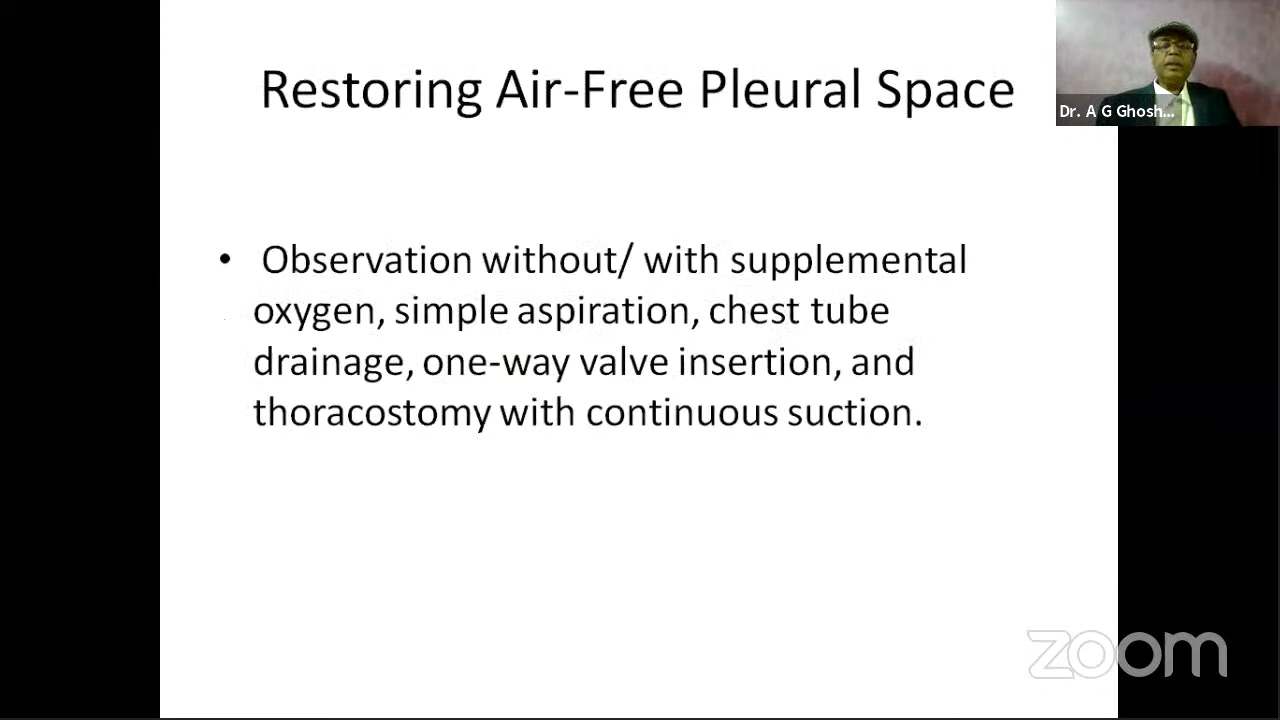 Restoring Air-Free Pleural Space
Dr. A G Ghosh...
• Observation without/ with supplemental
oxygen, simple aspiration, chest tube
drainage, one-way valve insertion, and
thoracostomy with continuous suction.
zoom